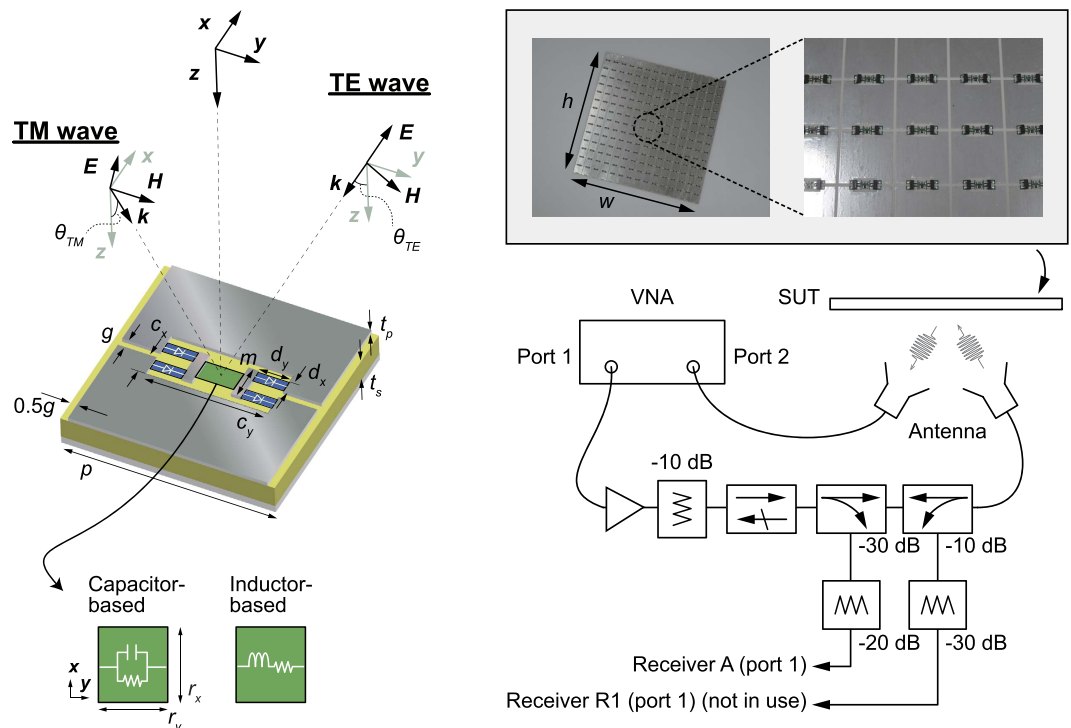 x
y
z
TE wave
TM wave
E
x
H
k
z
θTM
E
y
H
k
z
θTE
g
cx
m
dy
dx
tp
ts
cy
0.5g
p
Capacitor-
based
Inductor-
based
x
y
rx
ry
h
w
VNA
SUT
Port 1
Port 2
Antenna
-10 dB
-30 dB
-10 dB
-20 dB
-30 dB
Receiver A (port 1)
Receiver R1 (port 1) (not in use)